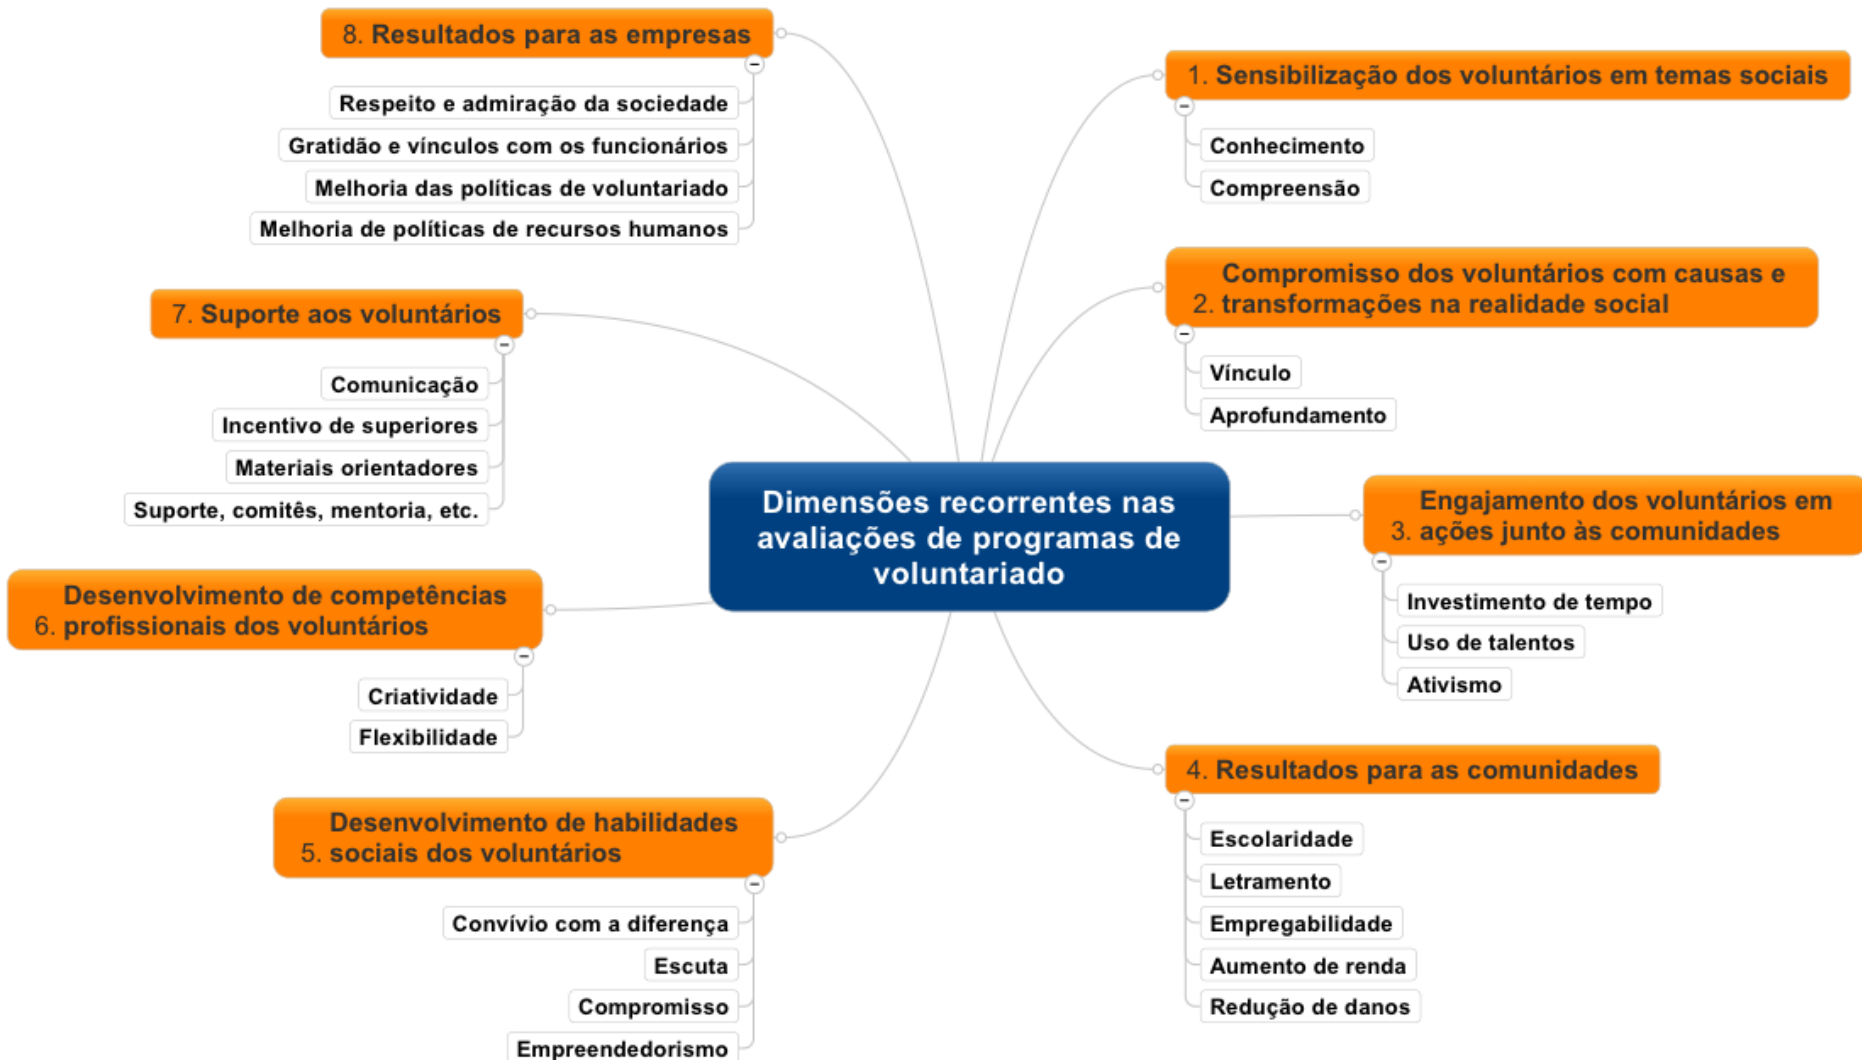 Dimensões recorrentes nas
avaliações de programas de
voluntariado
1. Sensibilização dos voluntários em temas sociais
Conhecimento
Compreensão
Compromisso dos voluntários com causas e
2. transformações na realidade social
Vínculo
Aprofundamento
Engajamento dos voluntários em
3. ações junto às comunidades
Investimento de tempo
Uso de talentos
Ativismo
4. Resultados para as comunidades
Escolaridade
Letramento
Empregabilidade
Aumento de renda
Redução de danos
Desenvolvimento de habilidades
5. sociais dos voluntários
Convívio com a diferença
Escuta
Compromisso
Empreendedorismo
Desenvolvimento de competências
6. profissionais dos voluntários
Criatividade
Flexibilidade
7. Suporte aos voluntários
Comunicação
Incentivo de superiores
Materiais orientadores
Suporte, comitês, mentoria, etc.
8. Resultados para as empresas
Respeito e admiração da sociedade
Gratidão e vínculos com os funcionários
Melhoria das políticas de voluntariado
Melhoria de políticas de recursos humanos